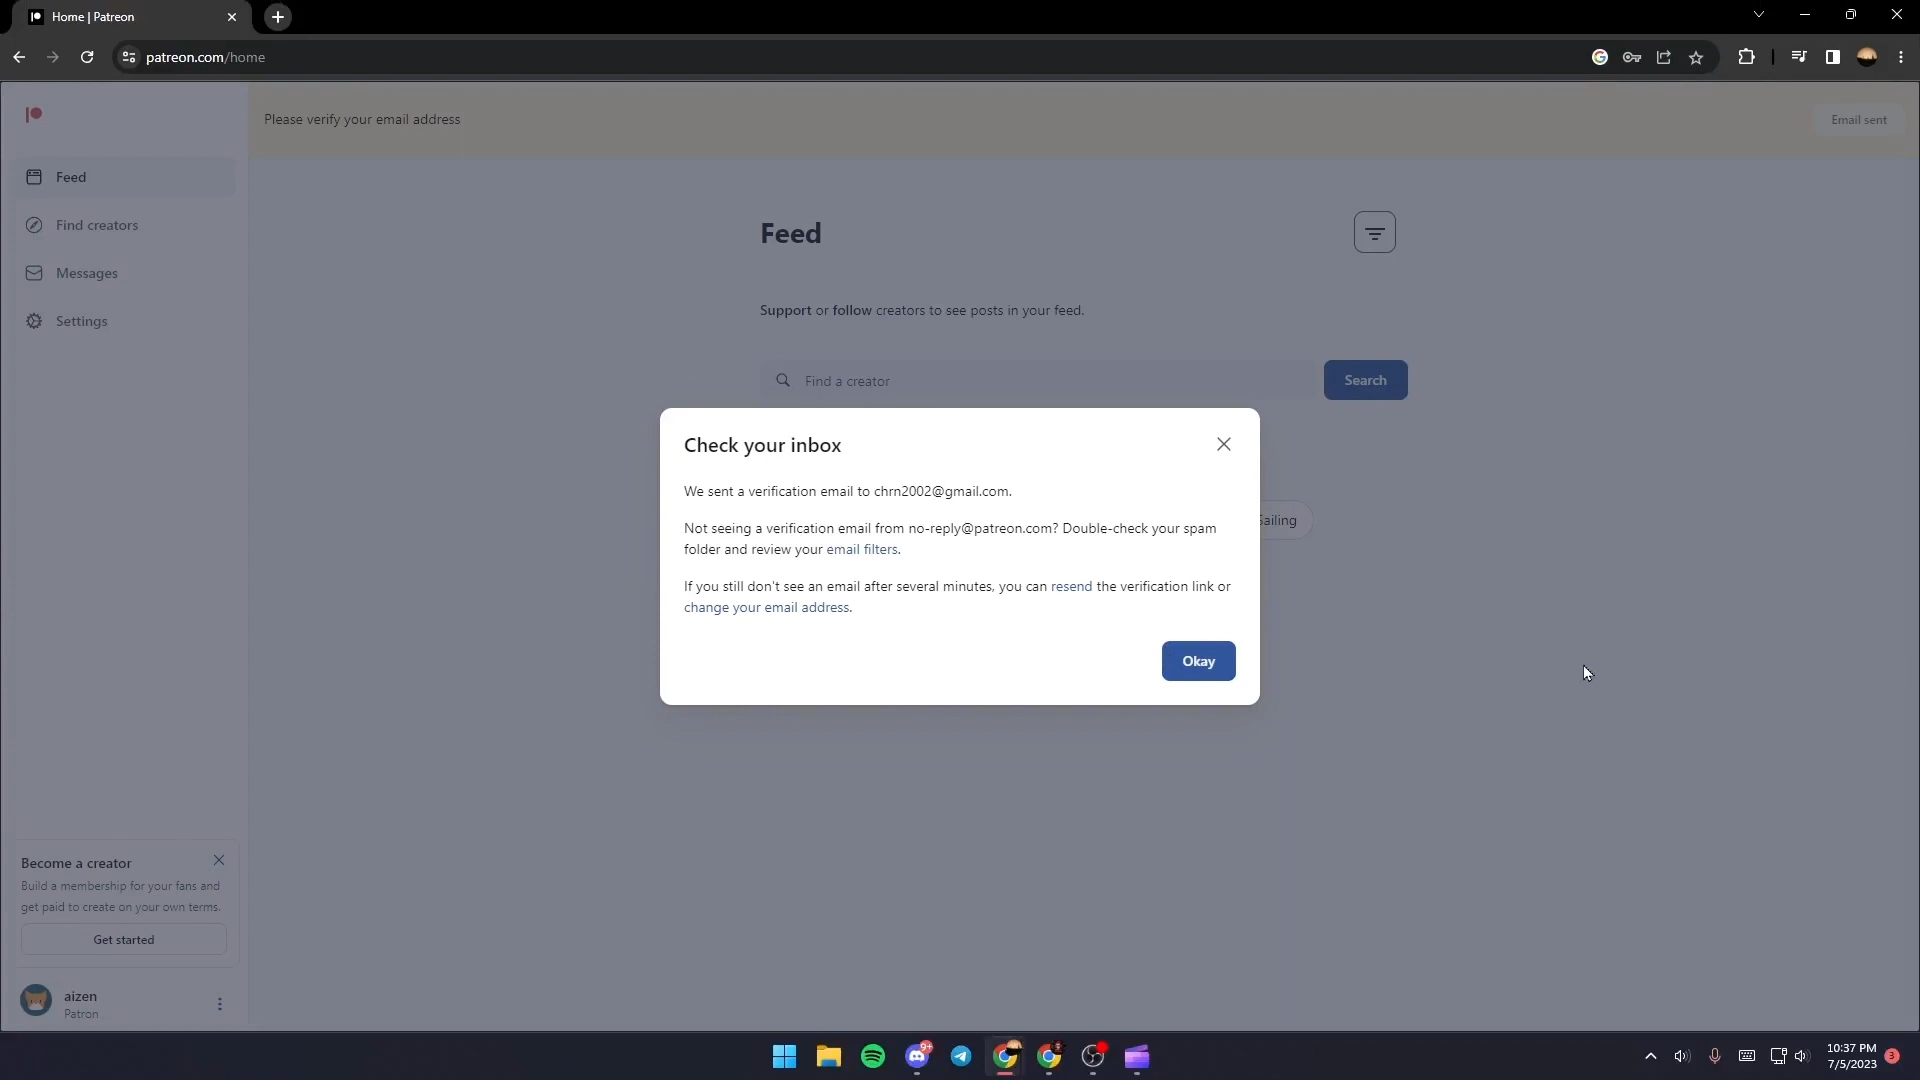 Home | Patreon
patreon.com/home
Please verify your email address
Email sent
Feed
Find creators
Messages
Settings
Feed
Support or follow creators to see posts in your feed.
Find a creator
Search
Sailing
Check your inbox
We sent a verification email to chrn2002@gmail.com.
Not seeing a verification email from no-reply@patreon.com? Double-check your spam
folder and review your email filters.
If you still don't see an email after several minutes, you can resend the verification link or
change your email address.
Okay
Become a creator
Build a membership for your fans and
get paid to create on your own terms.
Get started
aizen
Patron
9+
10:37 PM
7/5/2023
3